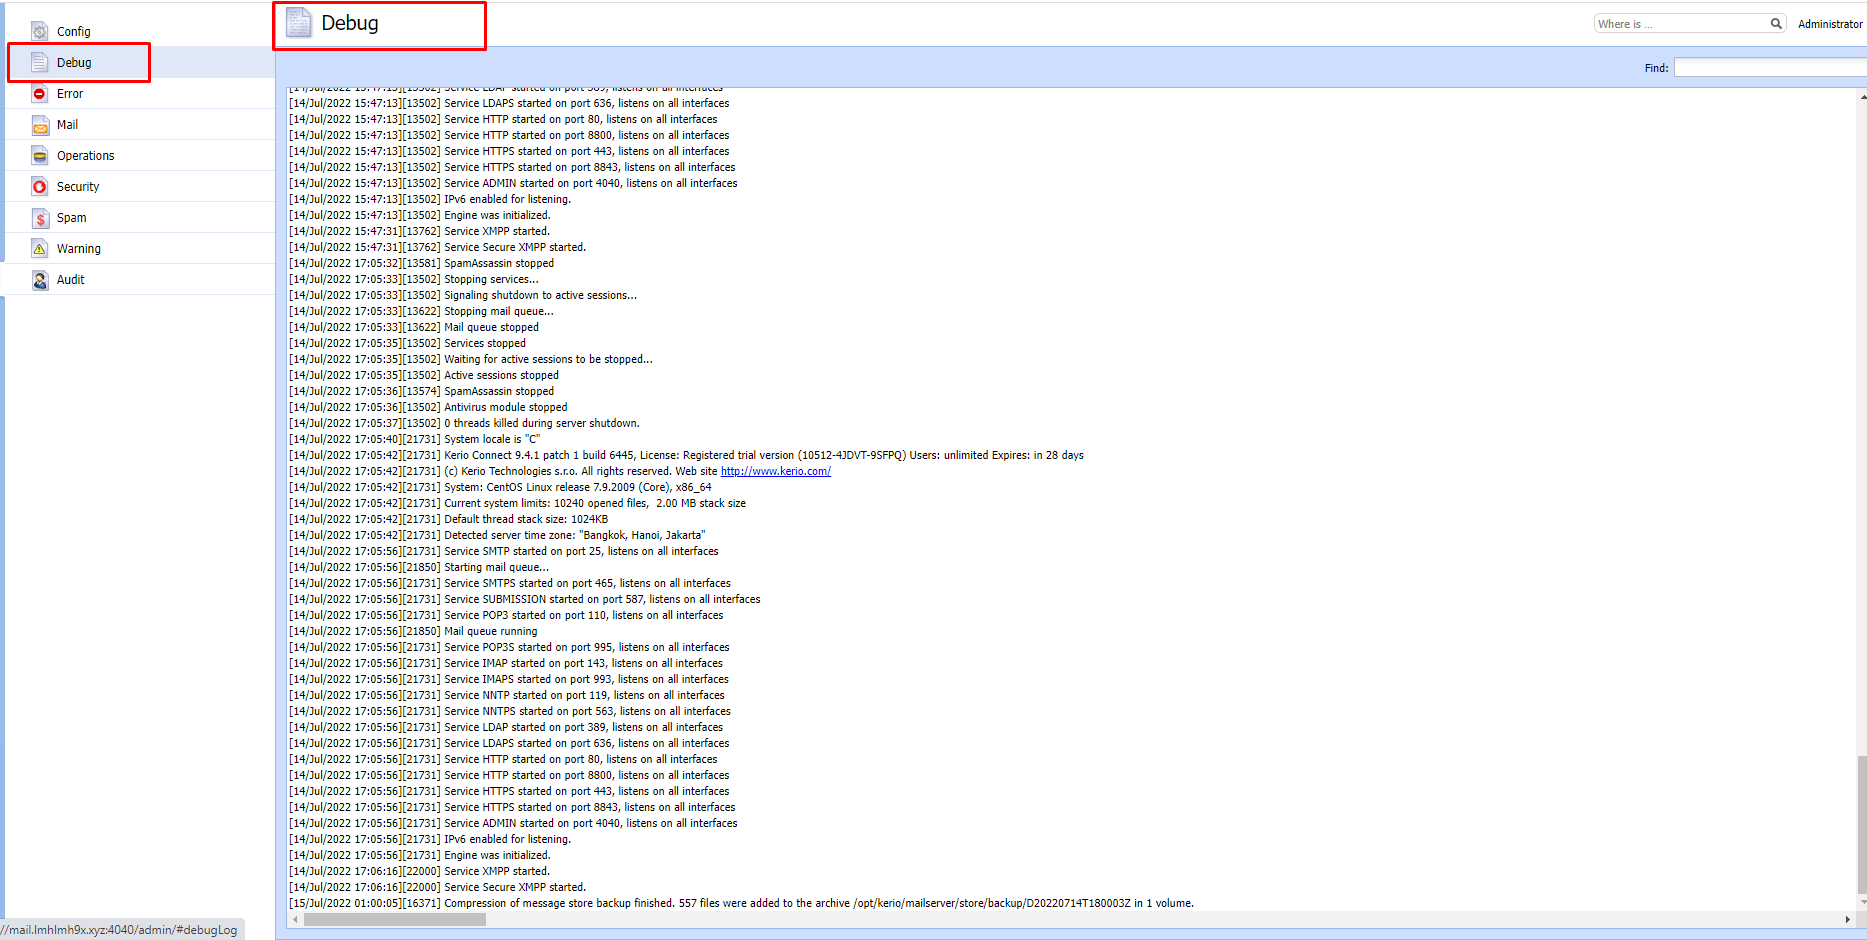 Config
Debug
Error
Mail
Operations
Security
Spam
Warning
Audit
Debug
Where is ...
Administrator
Find:
[14/Jul/2022 15:47:13][13502] Service LDAP started on port 389, listens on all interfaces
[14/Jul/2022 15:47:13][13502] Service LDAPS started on port 636, listens on all interfaces
[14/Jul/2022 15:47:13][13502] Service HTTP started on port 80, listens on all interfaces
[14/Jul/2022 15:47:13][13502] Service HTTP started on port 8800, listens on all interfaces
[14/Jul/2022 15:47:13][13502] Service HTTPS started on port 443, listens on all interfaces
[14/Jul/2022 15:47:13][13502] Service HTTPS started on port 8843, listens on all interfaces
[14/Jul/2022 15:47:13][13502] Service ADMIN started on port 4040, listens on all interfaces
[14/Jul/2022 15:47:13][13502] IPv6 enabled for listening.
[14/Jul/2022 15:47:13][13502] Engine was initialized.
[14/Jul/2022 15:47:31][13762] Service XMPP started.
[14/Jul/2022 15:47:31][13762] Service Secure XMPP started.
[14/Jul/2022 17:05:32][13581] SpamAssassin stopped
[14/Jul/2022 17:05:33][13502] Stopping services...
[14/Jul/2022 17:05:33][13502] Signaling shutdown to active sessions...
[14/Jul/2022 17:05:33][13622] Stopping mail queue...
[14/Jul/2022 17:05:33][13622] Mail queue stopped
[14/Jul/2022 17:05:35][13502] Services stopped
[14/Jul/2022 17:05:35][13502] Waiting for active sessions to be stopped...
[14/Jul/2022 17:05:35][13502] Active sessions stopped
[14/Jul/2022 17:05:36][13574] SpamAssassin stopped
[14/Jul/2022 17:05:36][13502] Antivirus module stopped
[14/Jul/2022 17:05:37][13502] 0 threads killed during server shutdown.
[14/Jul/2022 17:05:40][21731] System locale is "C"
[14/Jul/2022 17:05:42][21731] Kerio Connect 9.4.1 patch 1 build 6445, License: Registered trial version (10512-4JDVT-9SFPQ) Users: unlimited Expires: in 28 days
[14/Jul/2022 17:05:42][21731] (c) Kerio Technologies s.r.o. All rights reserved. Web site http://www.kerio.com/
[14/Jul/2022 17:05:42][21731] System: CentOS Linux release 7.9.2009 (Core), x86_64
[14/Jul/2022 17:05:42][21731] Current system limits: 10240 opened files,  2.00 MB stack size
[14/Jul/2022 17:05:42][21731] Default thread stack size: 1024KB
[14/Jul/2022 17:05:42][21731] Detected server time zone: "Bangkok, Hanoi, Jakarta"
[14/Jul/2022 17:05:56][21731] Service SMTP started on port 25, listens on all interfaces
[14/Jul/2022 17:05:56][21850] Starting mail queue...
[14/Jul/2022 17:05:56][21731] Service SMTPS started on port 465, listens on all interfaces
[14/Jul/2022 17:05:56][21731] Service SUBMISSION started on port 587, listens on all interfaces
[14/Jul/2022 17:05:56][21731] Service POP3 started on port 110, listens on all interfaces
[14/Jul/2022 17:05:56][21850] Mail queue running
[14/Jul/2022 17:05:56][21731] Service POP3S started on port 995, listens on all interfaces
[14/Jul/2022 17:05:56][21731] Service IMAP started on port 143, listens on all interfaces
[14/Jul/2022 17:05:56][21731] Service IMAPS started on port 993, listens on all interfaces
[14/Jul/2022 17:05:56][21731] Service NNTP started on port 119, listens on all interfaces
[14/Jul/2022 17:05:56][21731] Service NNTPS started on port 563, listens on all interfaces
[14/Jul/2022 17:05:56][21731] Service LDAP started on port 389, listens on all interfaces
[14/Jul/2022 17:05:56][21731] Service LDAPS started on port 636, listens on all interfaces
[14/Jul/2022 17:05:56][21731] Service HTTP started on port 80, listens on all interfaces
[14/Jul/2022 17:05:56][21731] Service HTTP started on port 8800, listens on all interfaces
[14/Jul/2022 17:05:56][21731] Service HTTPS started on port 443, listens on all interfaces
[14/Jul/2022 17:05:56][21731] Service HTTPS started on port 8843, listens on all interfaces
[14/Jul/2022 17:05:56][21731] Service ADMIN started on port 4040, listens on all interfaces
[14/Jul/2022 17:05:56][21731] IPv6 enabled for listening.
[14/Jul/2022 17:05:56][21731] Engine was initialized.
[14/Jul/2022 17:06:16][22000] Service XMPP started.
[14/Jul/2022 17:06:16][22000] Service Secure XMPP started.
[15/Jul/2022 01:00:05][16371] Compression of message store backup finished. 557 files were added to the archive /opt/kerio/mailserver/store/backup/D20220714T180003Z in 1 volume.
//mail.lmhlmh9x.xyz:4040/admin/#debugLog